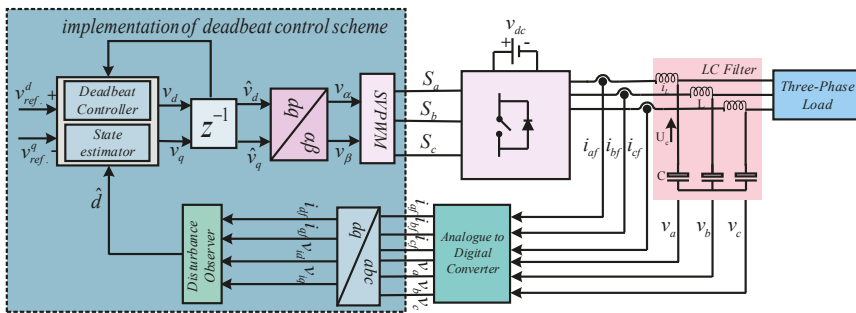 implementation of deadbeat control scheme
v_dc
+ -
LC Filter
v^d_ref. +
Deadbeat
Controller
State
estimator
v^q_ref. -
v_d
v_q
z^{-1}
v̂_d
v̂_q
dq
αβ
v_α
v_β
SVPWM
S_a
S_b
S_c
i_L
L
U_c
C
Three-Phase
Load
i_af
i_bf
i_cf
v_a
v_b
v_c
d̂
Disturbance
Observer
i_df
i_qf
v_id
v_iq
dq
abc
i_af
i_bf
i_cf
v_a
v_b
v_c
Analogue to
Digital
Converter